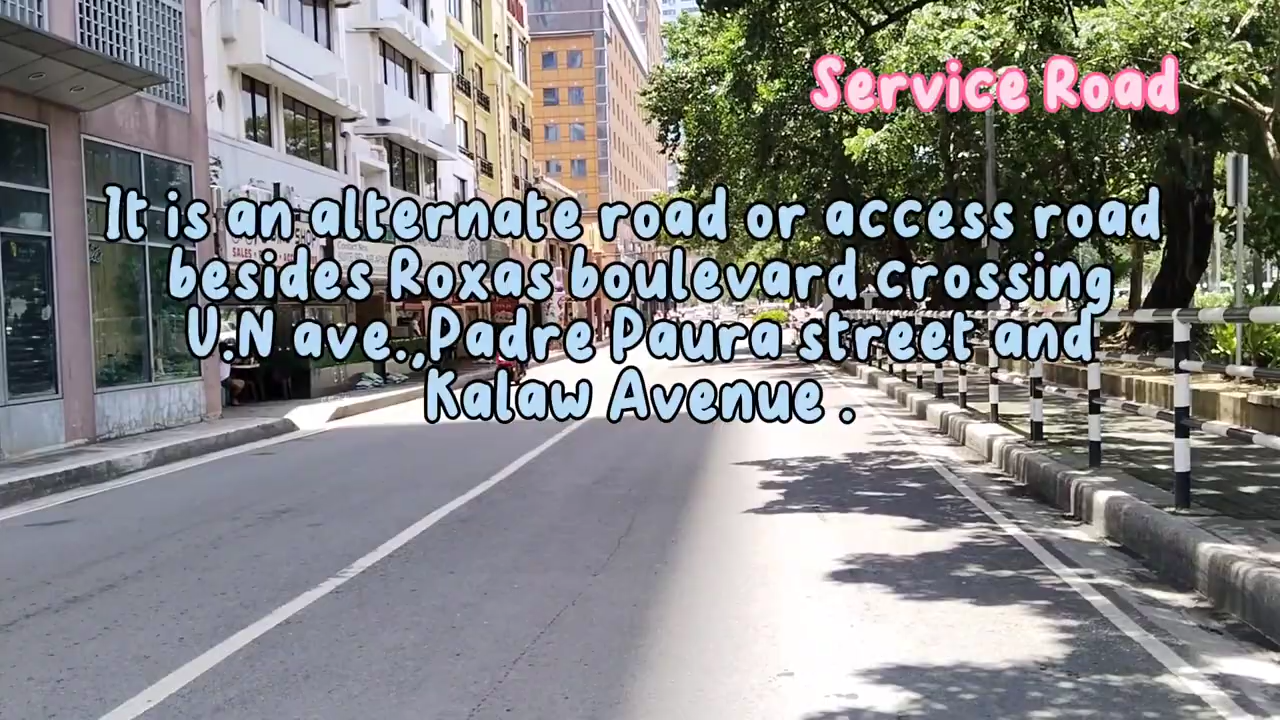 Service Road
It is an alternate road or access road
besides Roxas boulevard crossing
U.N ave.,Padre Paura street and
Kalaw Avenue .
SALES